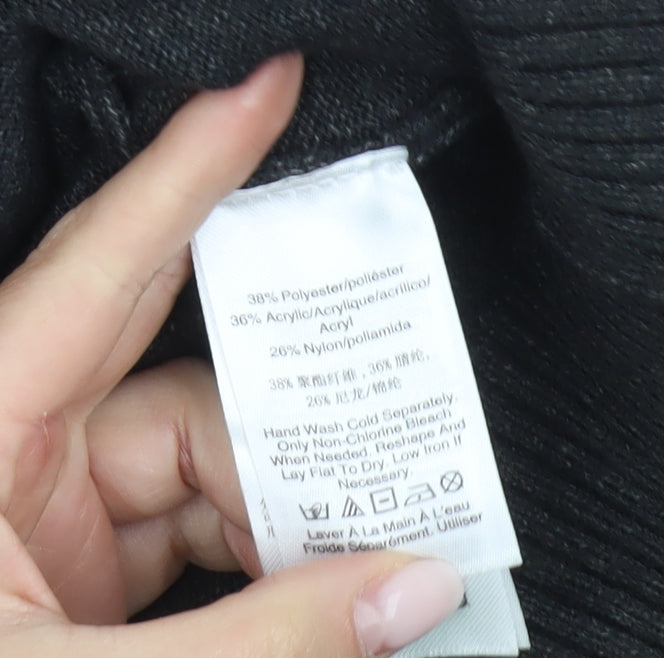 38% Polyester/poliéster
36% Acrylic/Acrylique/acrílico/
Acryl
26% Nylon/poliamida
38% 聚酯纤维 , 36% 腈纶,
26% 尼龙/锦纶
Hand Wash Cold Separately.
Only Non-Chlorine Bleach
When Needed. Reshape And
Lay Flat To Dry. Low Iron If
Necessary.
Laver À La Main À L'eau
Froide Séparément. Utiliser